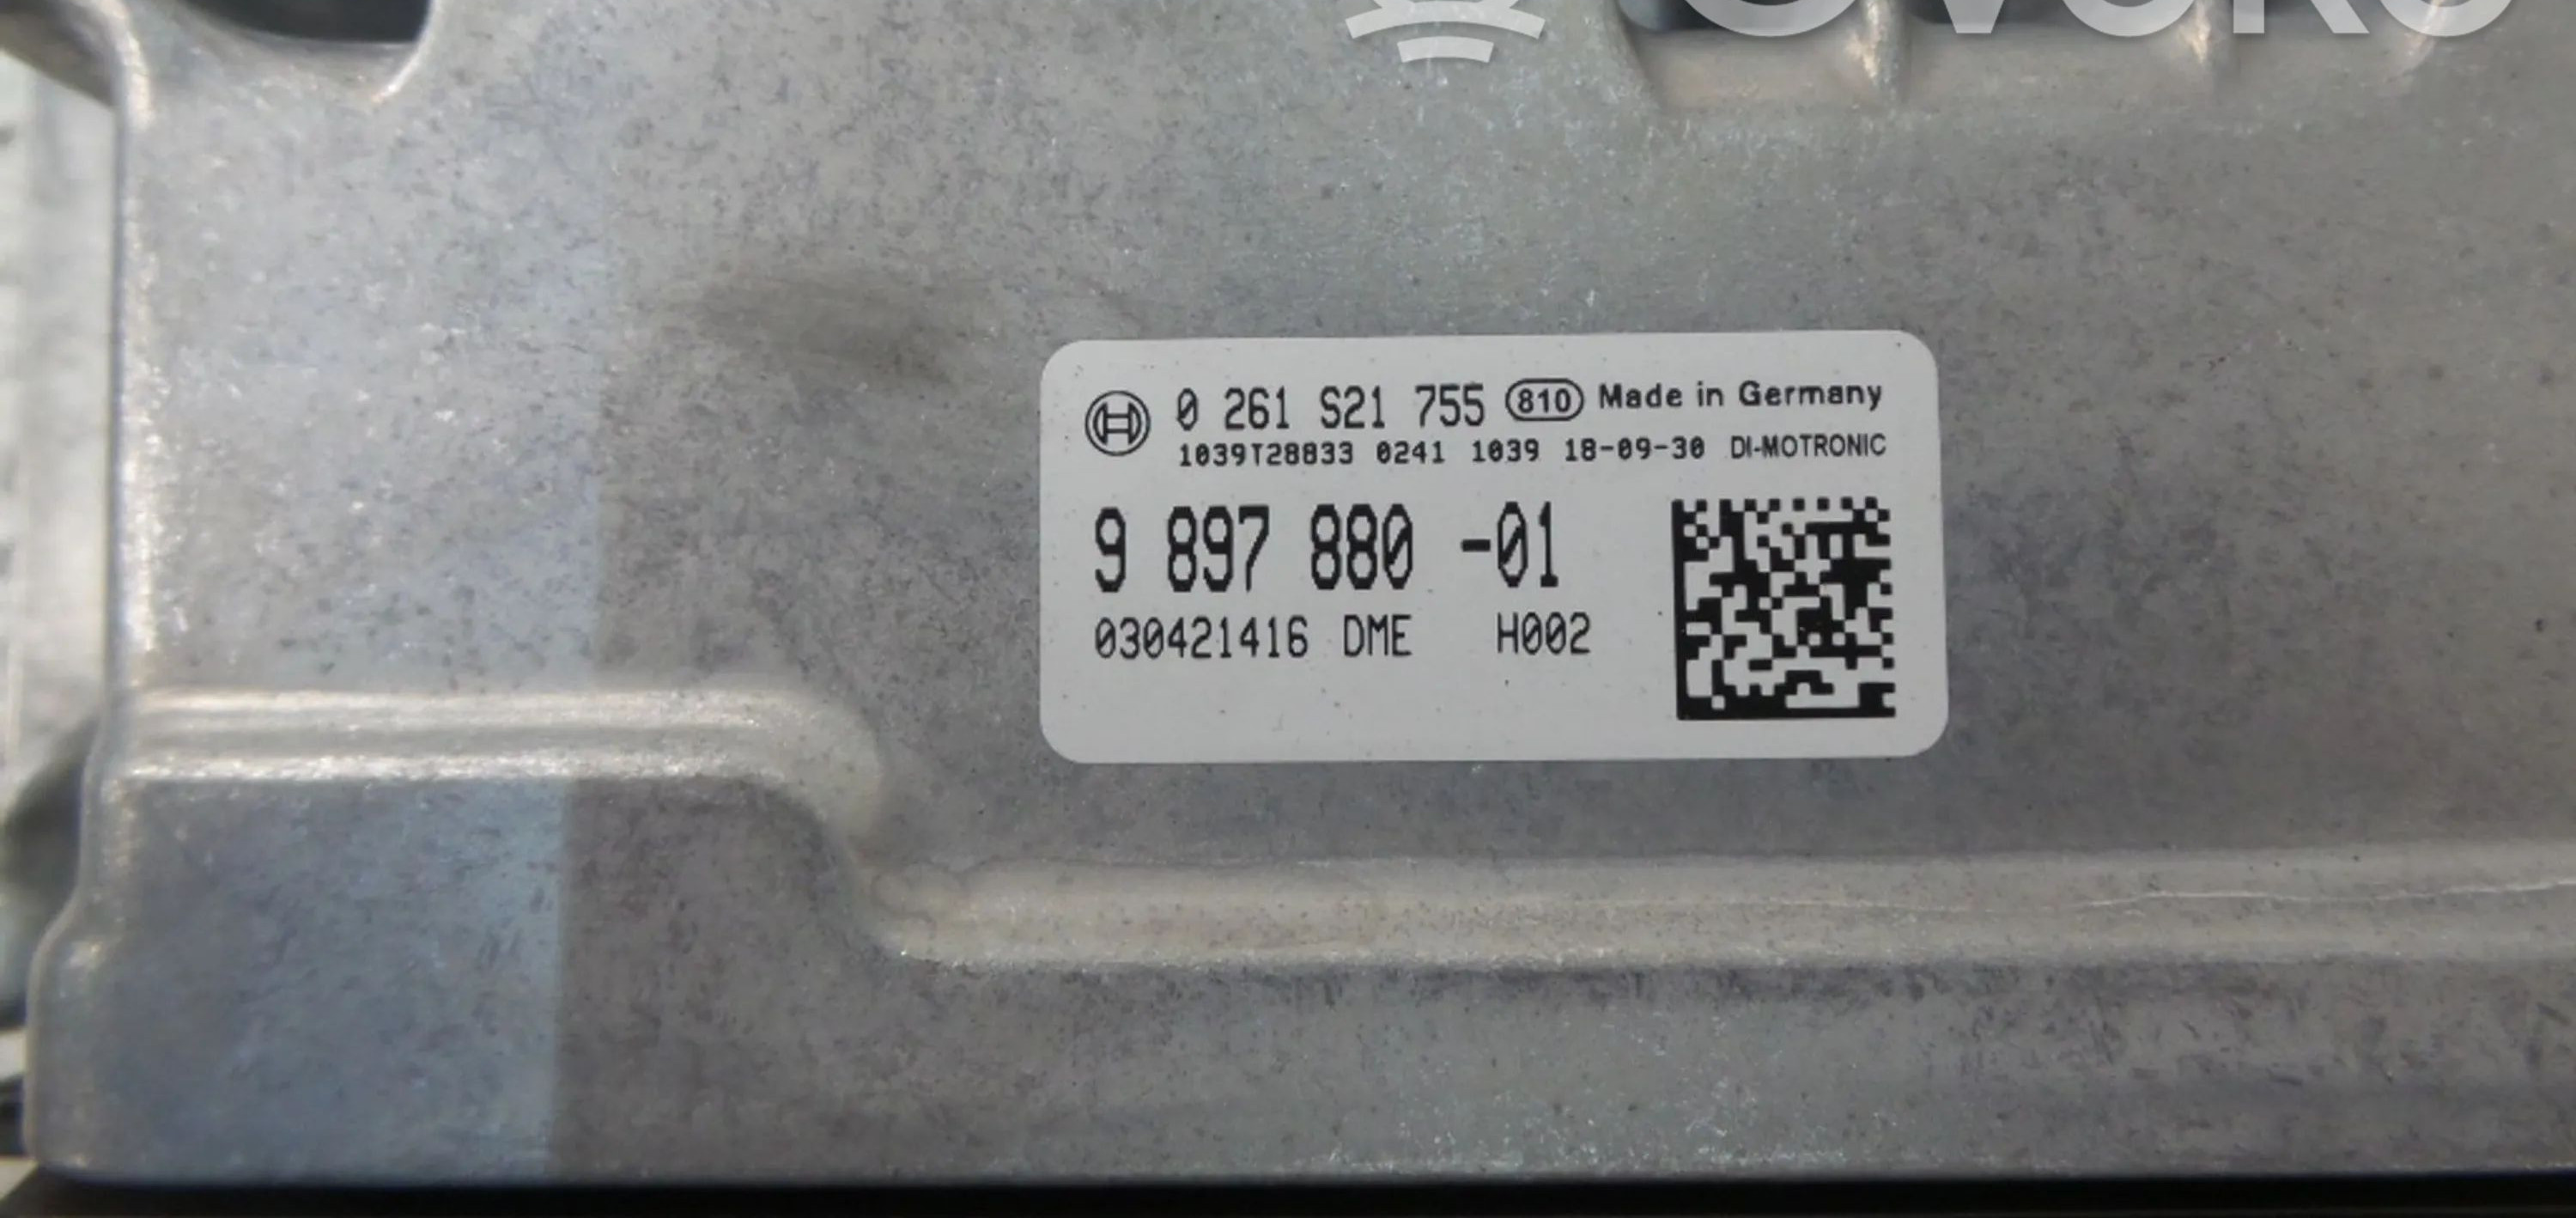 0 261 S21 755 810 Made in Germany
1039T28833 0241 1039 18-09-30 DI-MOTRONIC
9 897 880 -01
030421416 DME H002